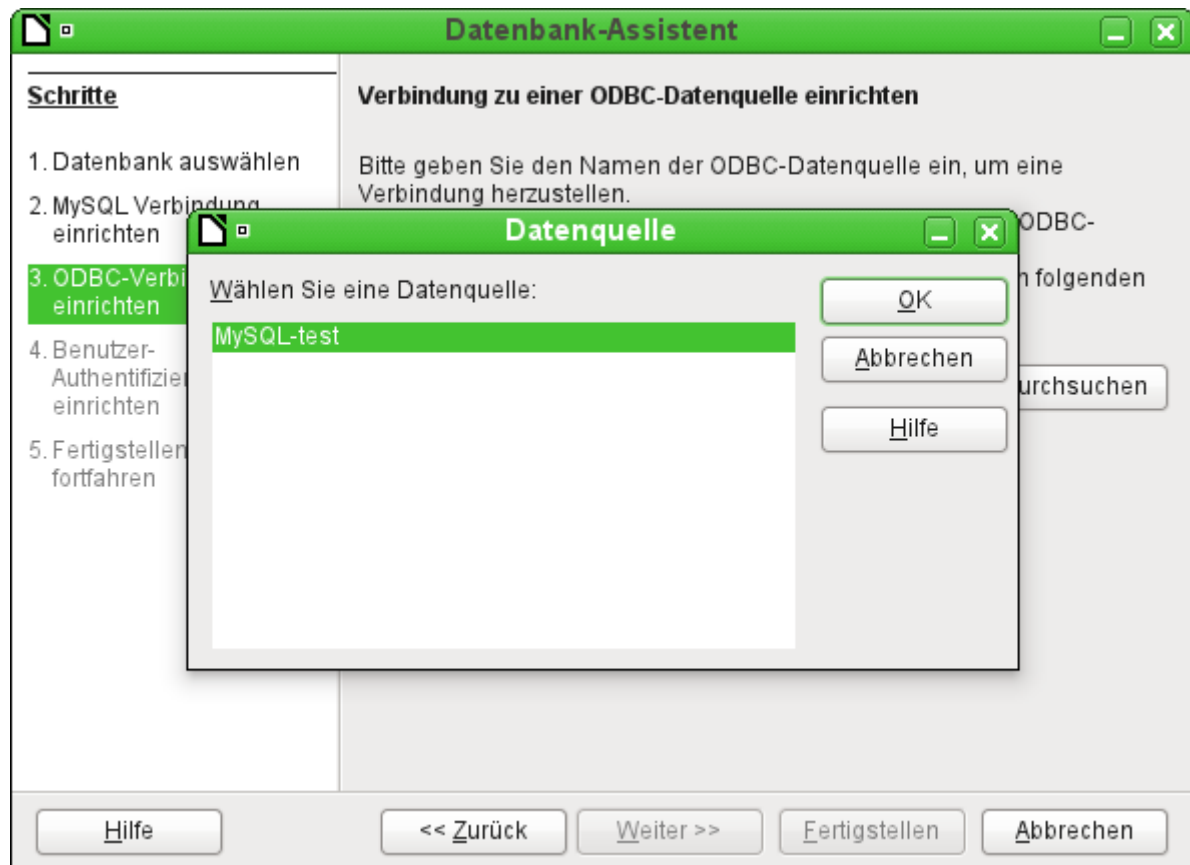 Datenbank-Assistent
Schritte
1. Datenbank auswählen
2. MySQL Verbindung
einrichten
3. ODBC-Verbi
einrichten
4. Benutzer-
Authentifizie
einrichten
5. Fertigstellen
fortfahren
Verbindung zu einer ODBC-Datenquelle einrichten
Bitte geben Sie den Namen der ODBC-Datenquelle ein, um eine
Verbindung herzustellen.
ODBC-
folgenden
urchsuchen
Datenquelle
Wählen Sie eine Datenquelle:
MySQL-test
OK
Abbrechen
Hilfe
Hilfe
<< Zurück
Weiter >>
Fertigstellen
Abbrechen